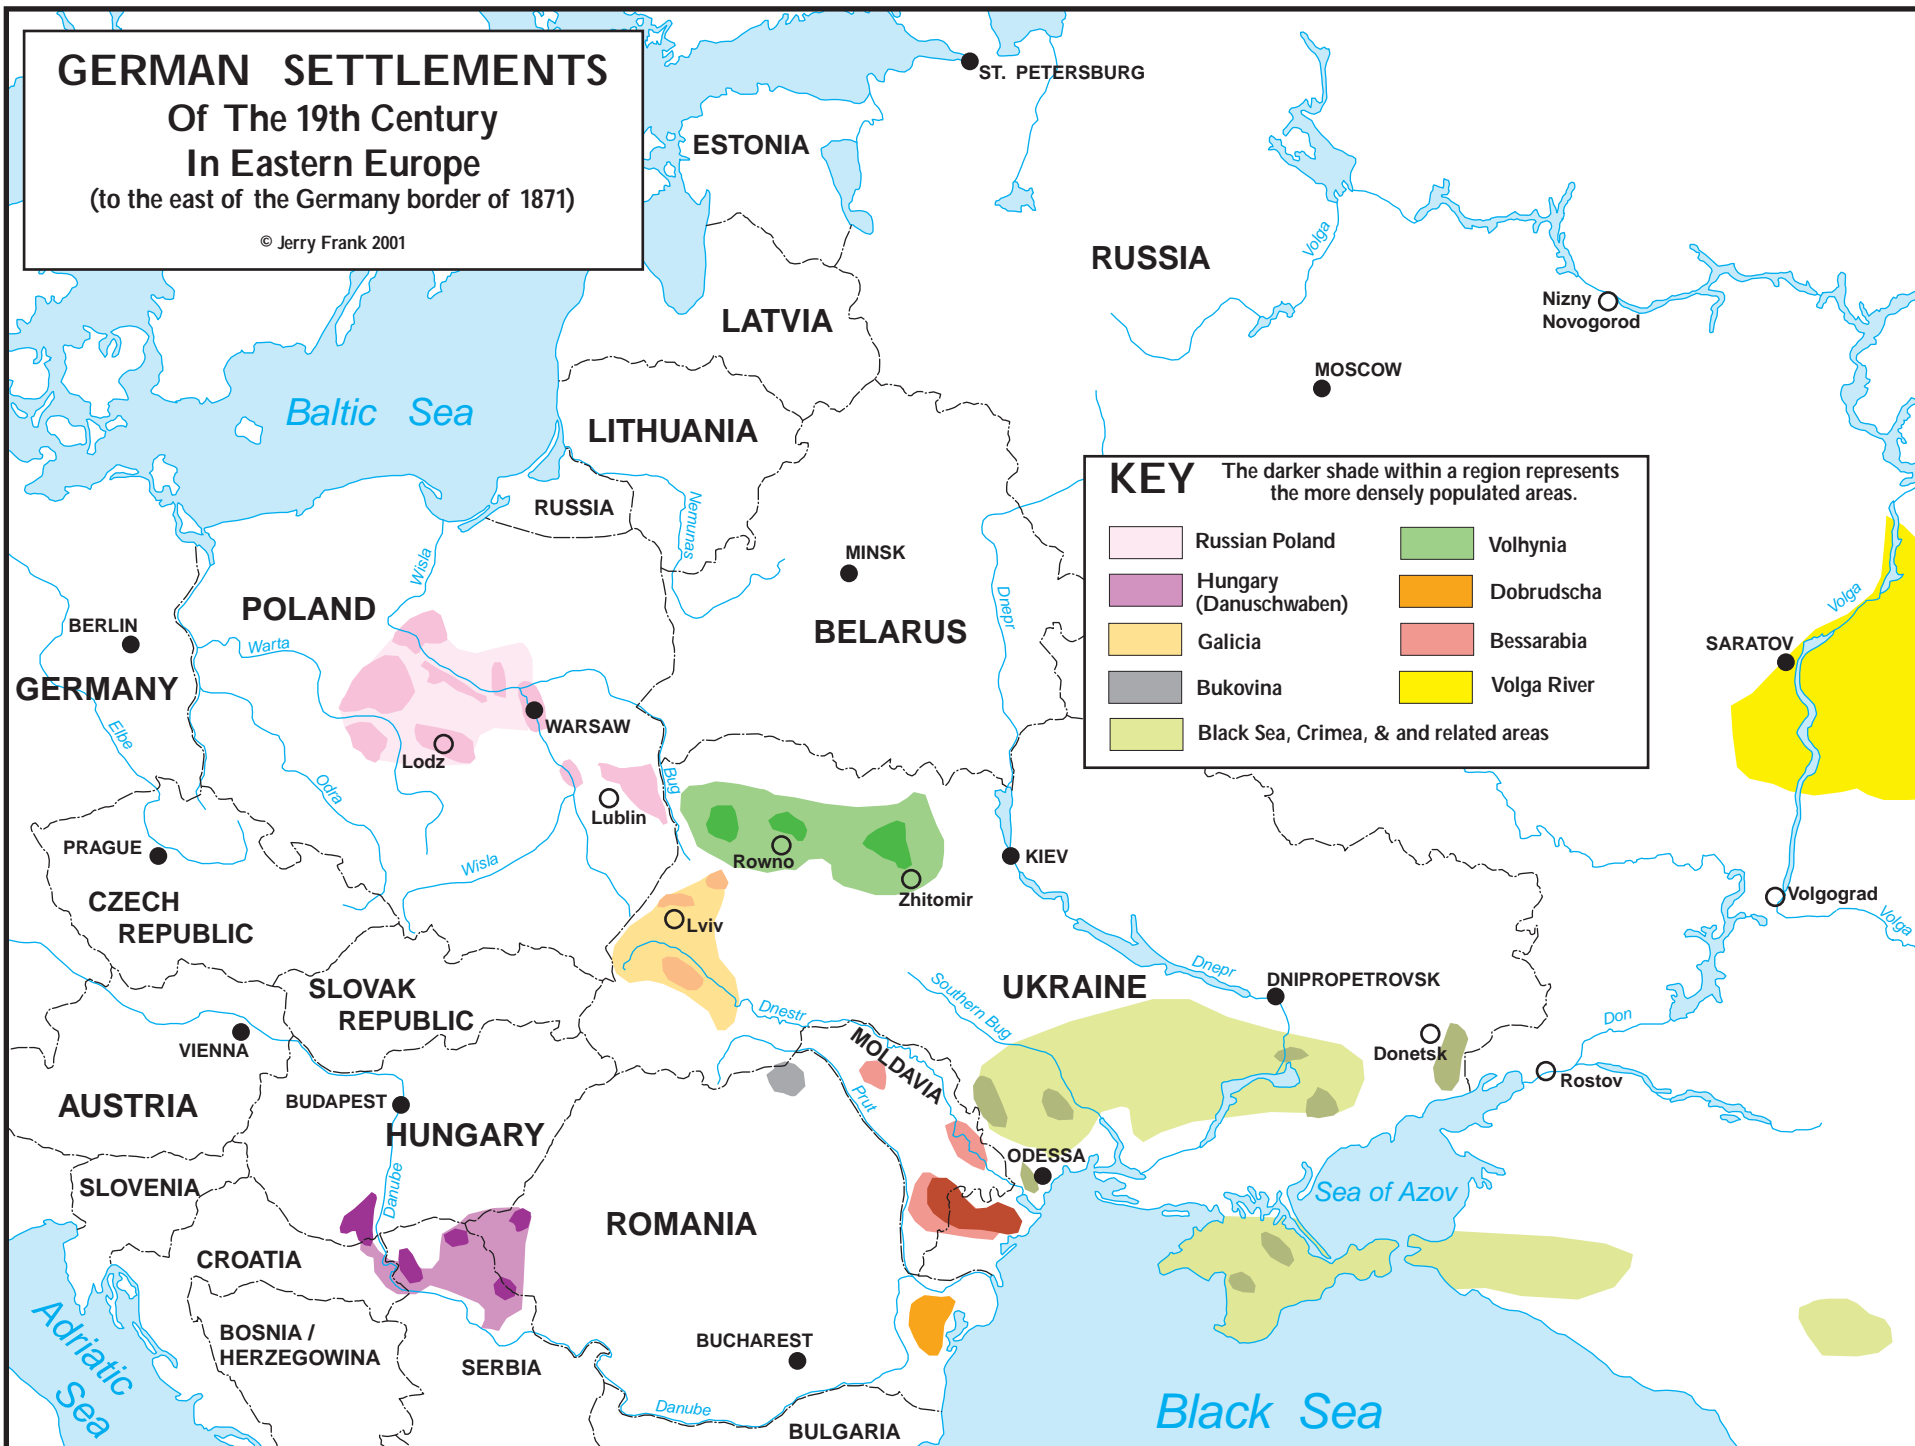 GERMAN SETTLEMENTS
Of The 19th Century
In Eastern Europe
(to the east of the Germany border of 1871)
© Jerry Frank 2001
ST. PETERSBURG
ESTONIA
RUSSIA
Volga
Nizny
Novogorod
LATVIA
MOSCOW
Baltic Sea
LITHUANIA
KEY
The darker shade within a region represents
the more densely populated areas.
Russian Poland
Hungary
(Danuschwaben)
Galicia
Bukovina
Volhynia
Dobrudscha
Bessarabia
Volga River
Black Sea, Crimea, & and related areas
RUSSIA
Nemunas
Wisla
MINSK
Dnepr
POLAND
BERLIN
BELARUS
Warta
Volga
SARATOV
GERMANY
WARSAW
Elbe
Lodz
Odra
Bug
Lublin
PRAGUE
Wisla
Rowno
KIEV
Zhitomir
Volgograd
Volga
CZECH
REPUBLIC
Lviv
Dnepr
DNIPROPETROVSK
UKRAINE
Southern Bug
SLOVAK
REPUBLIC
Dnestr
Don
VIENNA
MOLDAVIA
Donetsk
Rostov
AUSTRIA
BUDAPEST
HUNGARY
Prut
ODESSA
SLOVENIA
Danube
Sea of Azov
ROMANIA
CROATIA
Adriatic
Sea
BOSNIA /
HERZEGOWINA
SERBIA
BUCHAREST
Danube
BULGARIA
Black Sea